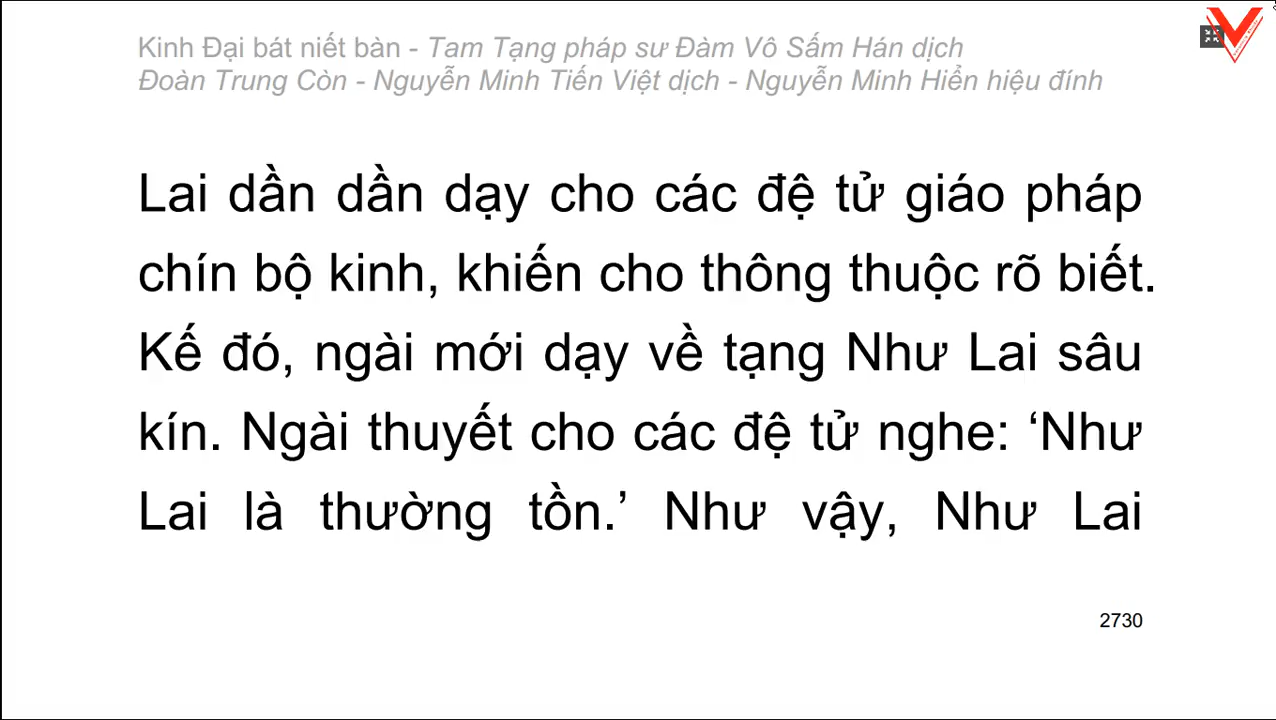 Kinh Đại bát niết bàn - Tam Tạng pháp sư Đàm Vô Sấm Hán dịch
Đoàn Trung Còn - Nguyễn Minh Tiến Việt dịch - Nguyễn Minh Hiển hiệu đính
Lai dần dần dạy cho các đệ tử giáo pháp
chín bộ kinh, khiến cho thông thuộc rõ biết.
Kế đó, ngài mới dạy về tạng Như Lai sâu
kín. Ngài thuyết cho các đệ tử nghe: ‘Như
Lai là thường tồn.’ Như vậy, Như Lai
2730